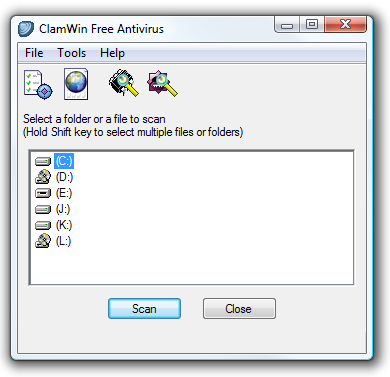 ClamWin Free Antivirus
File Tools Help
Select a folder or a file to scan
(Hold Shift key to select multiple files or folders)
(C:)
(D:)
(E:)
(J:)
(K:)
(L:)
Scan Close